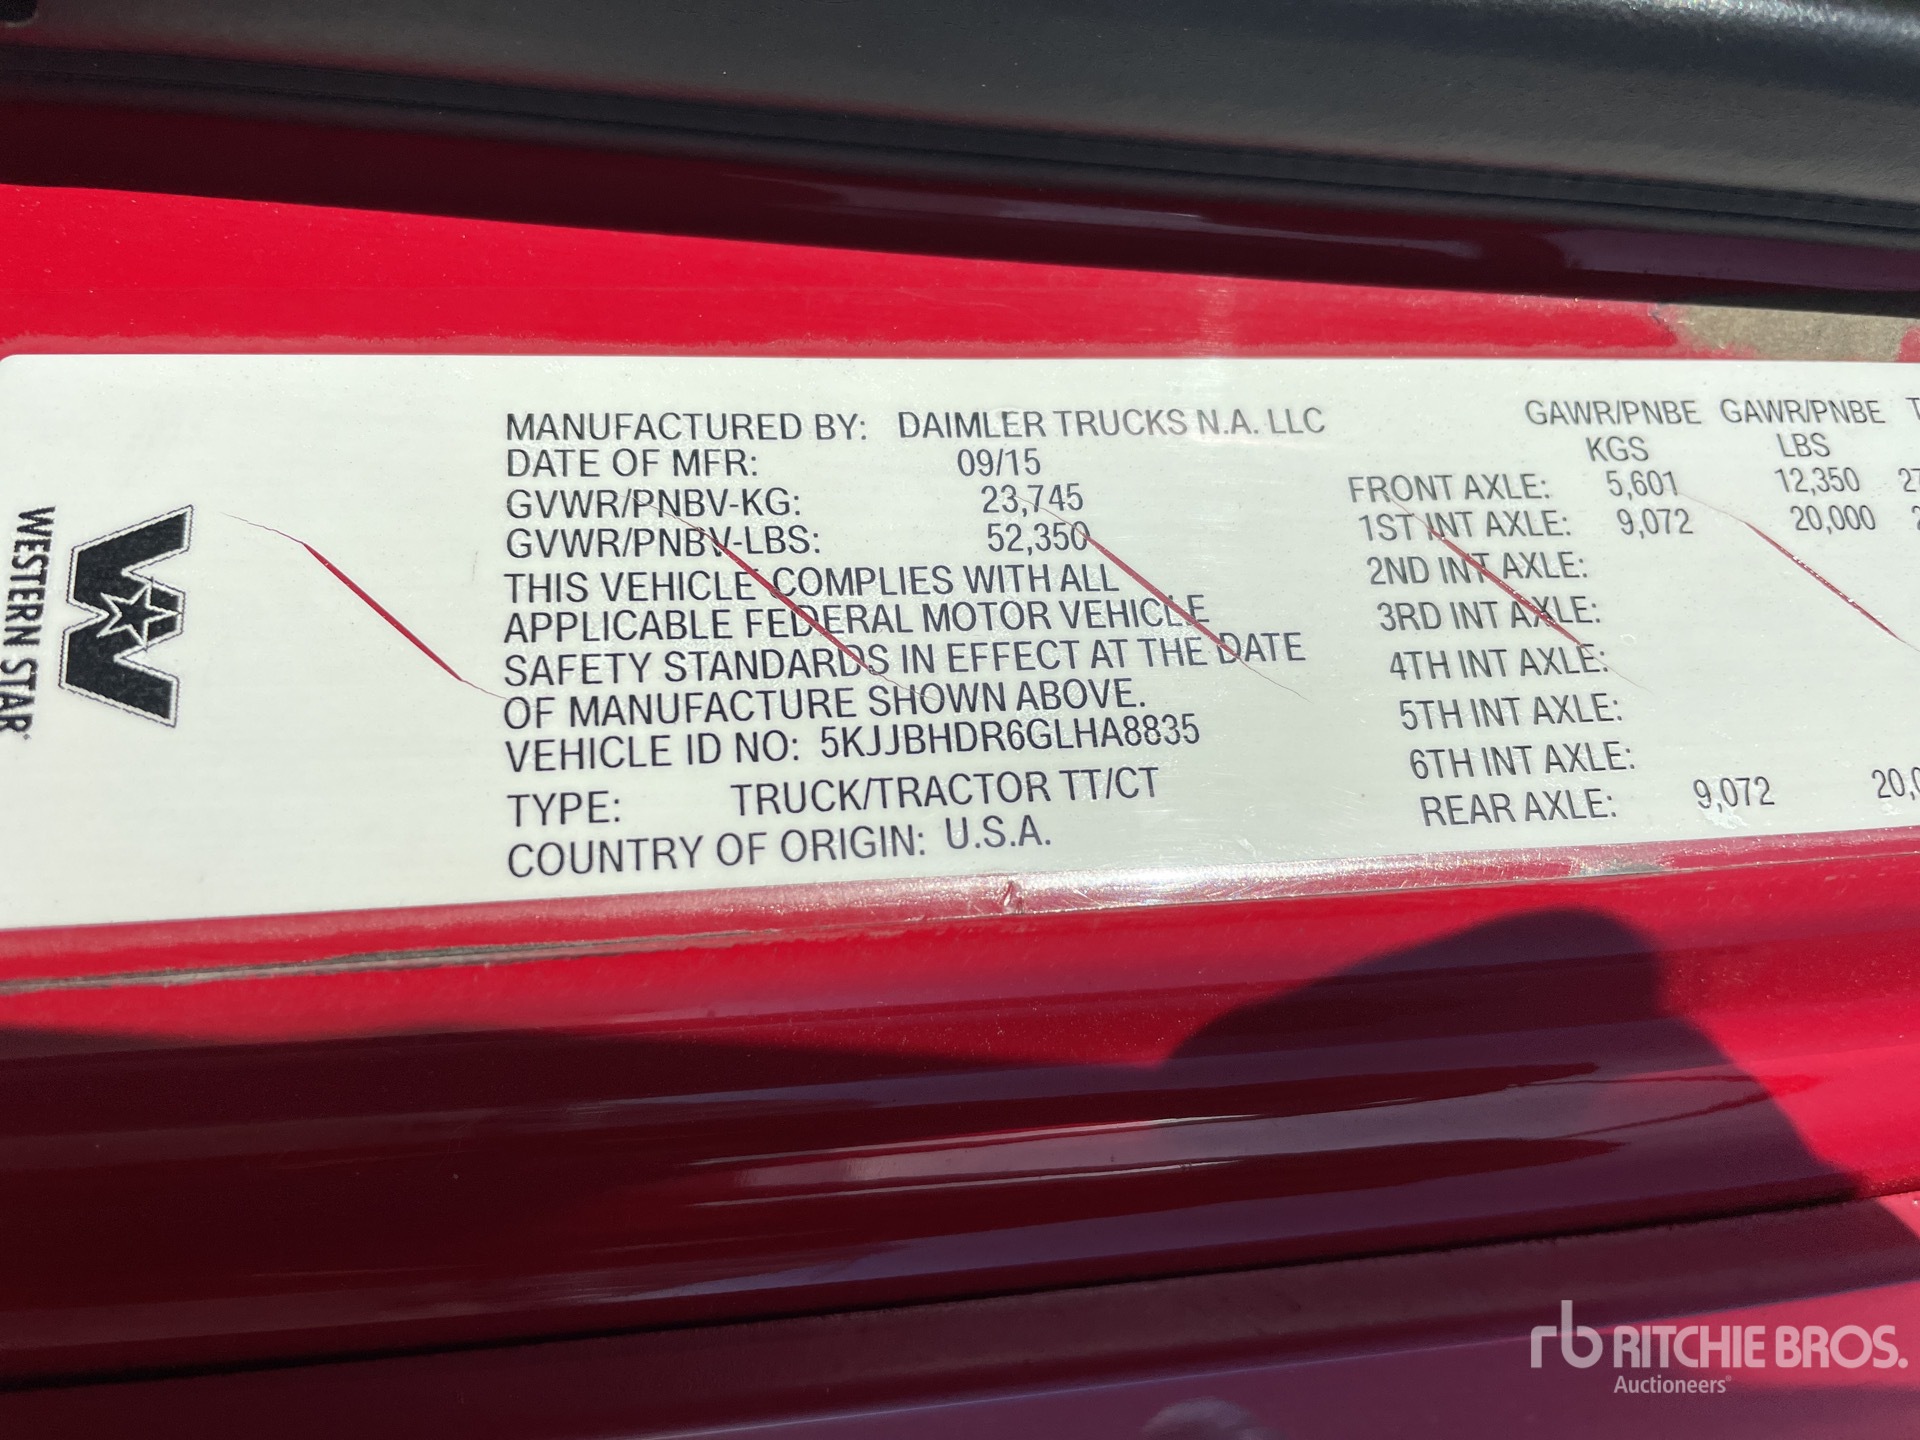 WESTERN STAR
MANUFACTURED BY: DAIMLER TRUCKS N.A. LLC
DATE OF MFR: 09/15
GVWR/PNBV-KG: 23,745
GVWR/PNBV-LBS: 52,350
THIS VEHICLE COMPLIES WITH ALL
APPLICABLE FEDERAL MOTOR VEHICLE
SAFETY STANDARDS IN EFFECT AT THE DATE
OF MANUFACTURE SHOWN ABOVE.
VEHICLE ID NO: 5KJJBHDR6GLHA8835
TYPE: TRUCK/TRACTOR TT/CT
COUNTRY OF ORIGIN: U.S.A.
GAWR/PNBE GAWR/PNBE
KGS LBS
FRONT AXLE: 5,601 12,350
1ST INT AXLE: 9,072 20,000
2ND INT AXLE:
3RD INT AXLE:
4TH INT AXLE:
5TH INT AXLE:
6TH INT AXLE:
REAR AXLE: 9,072
rb RITCHIE BROS.
Auctioneers